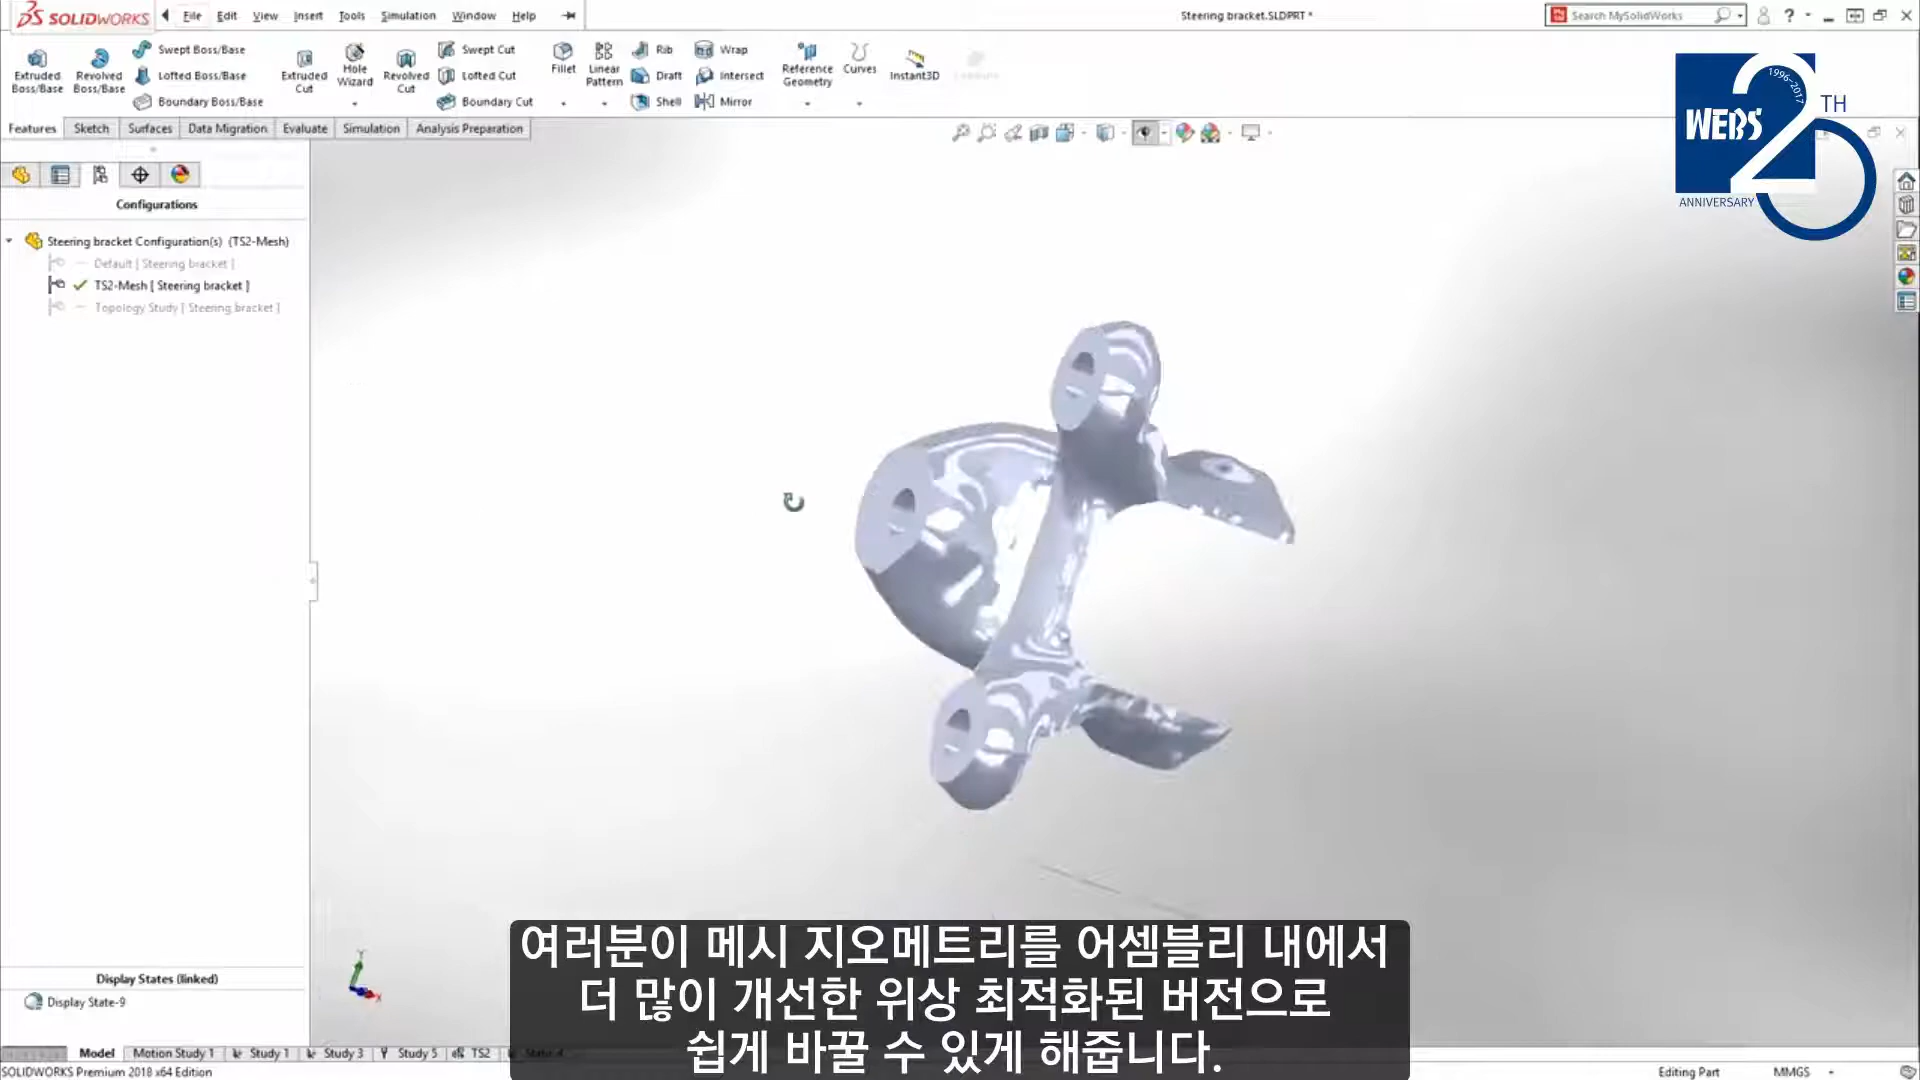 SOLIDWORKS
File Edit View Insert Tools Simulation Window Help
Steering bracket.SLDPRT *
Search MySolidWorks
Extruded Boss/Base
Revolved Boss/Base
Swept Boss/Base
Lofted Boss/Base
Boundary Boss/Base
Extruded Cut
Hole Wizard
Revolved Cut
Swept Cut
Lofted Cut
Boundary Cut
Fillet
Linear Pattern
Rib
Draft
Shell
Wrap
Intersect
Mirror
Reference Geometry
Curves
Instant3D
Features Sketch Surfaces Data Migration Evaluate Simulation Analysis Preparation
1996-2017
WEBS
20
TH
ANNIVERSARY
Configurations
Steering bracket Configuration(s) (TS2-Mesh)
Default [ Steering bracket ]
TS2-Mesh [ Steering bracket ]
Topology Study [ Steering bracket ]
Display States (linked)
Display State-9
Y
X
여러분이 메시 지오메트리를 어셈블리 내에서
더 많이 개선한 위상 최적화된 버전으로
쉽게 바꿀 수 있게 해줍니다.
Model Motion Study 1 Study 1 Study 3 Study 5 TS2
SOLIDWORKS Premium 2018 x64 Edition
Editing Part MMGS